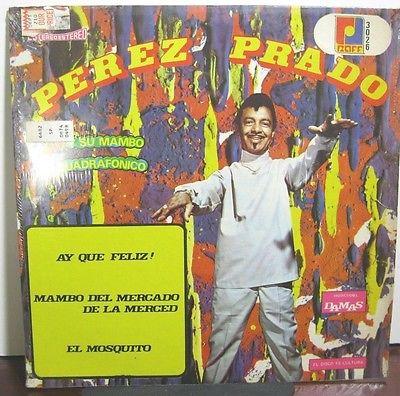 PEREZ PRADO
RAFF
3026
Y SU MAMBO
CUADRAFONICO
AY QUE FELIZ!
MAMBO DEL MERCADO
DE LA MERCED
EL MOSQUITO
DAMAS
EL DISCO ES CULTURA